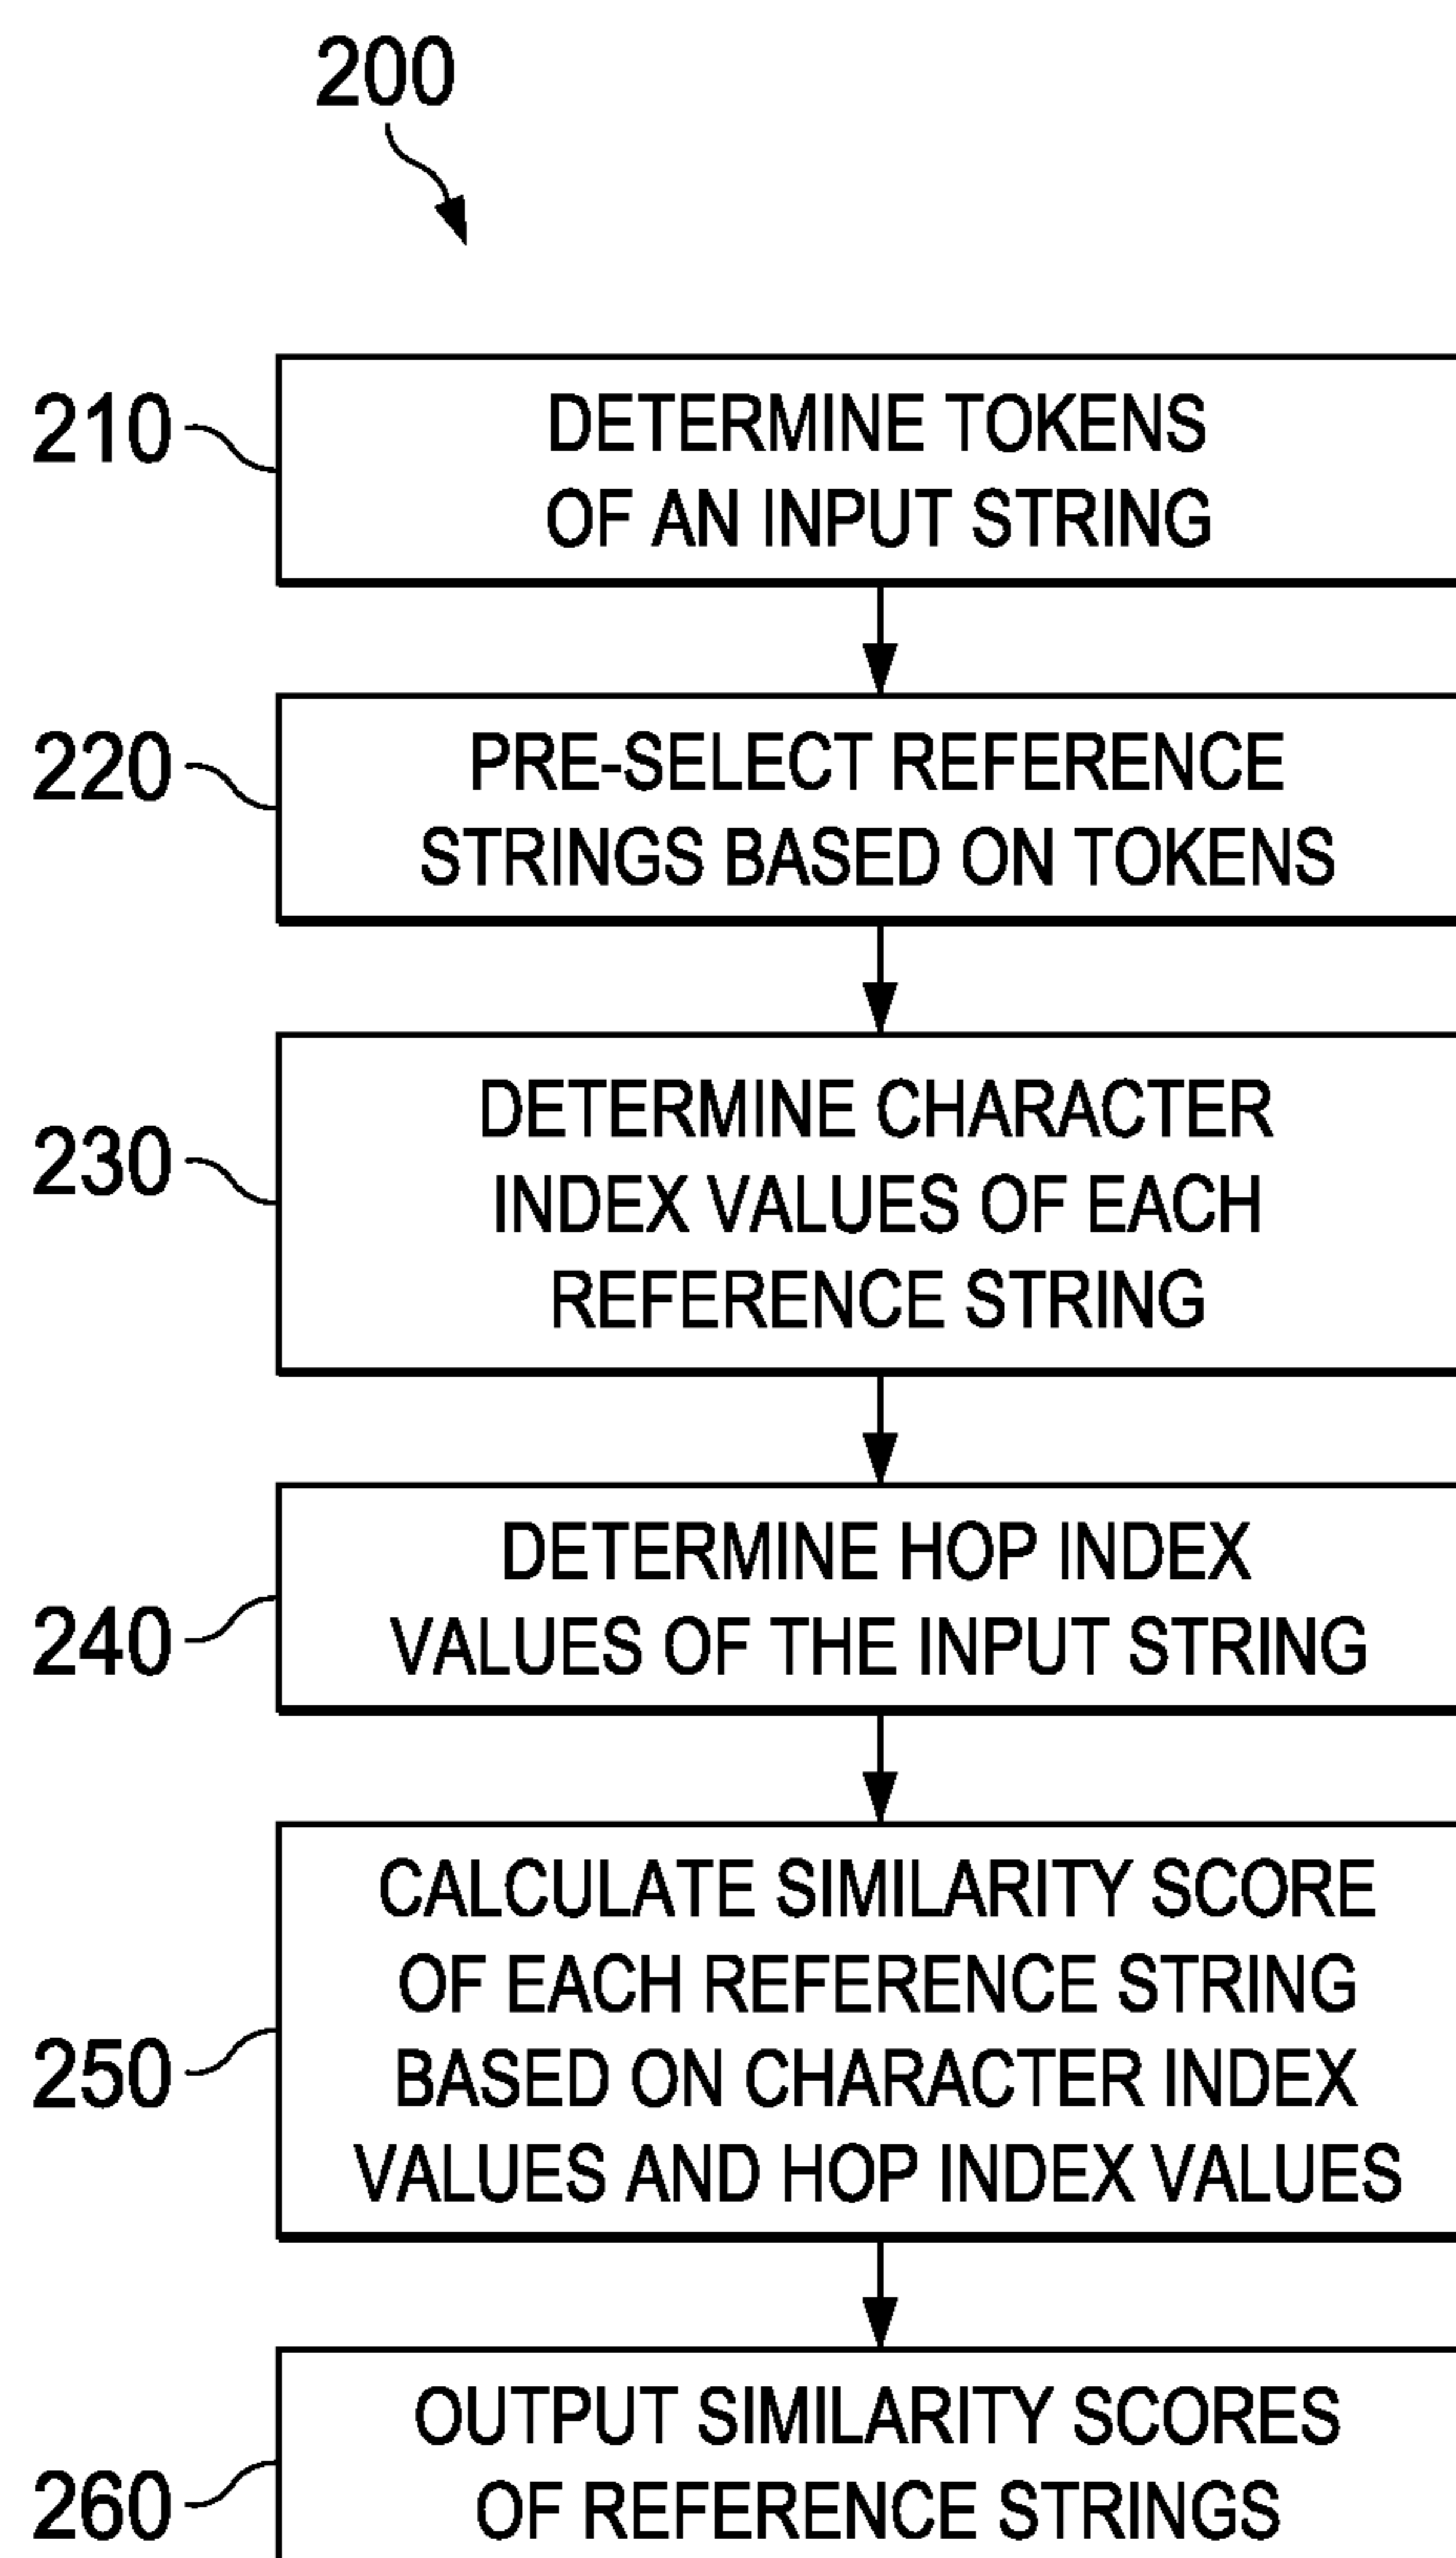 200
210
DETERMINE TOKENS
OF AN INPUT STRING
220
PRE-SELECT REFERENCE
STRINGS BASED ON TOKENS
230
DETERMINE CHARACTER
INDEX VALUES OF EACH
REFERENCE STRING
240
DETERMINE HOP INDEX
VALUES OF THE INPUT STRING
250
CALCULATE SIMILARITY SCORE
OF EACH REFERENCE STRING
BASED ON CHARACTER INDEX
VALUES AND HOP INDEX VALUES
260
OUTPUT SIMILARITY SCORES
OF REFERENCE STRINGS